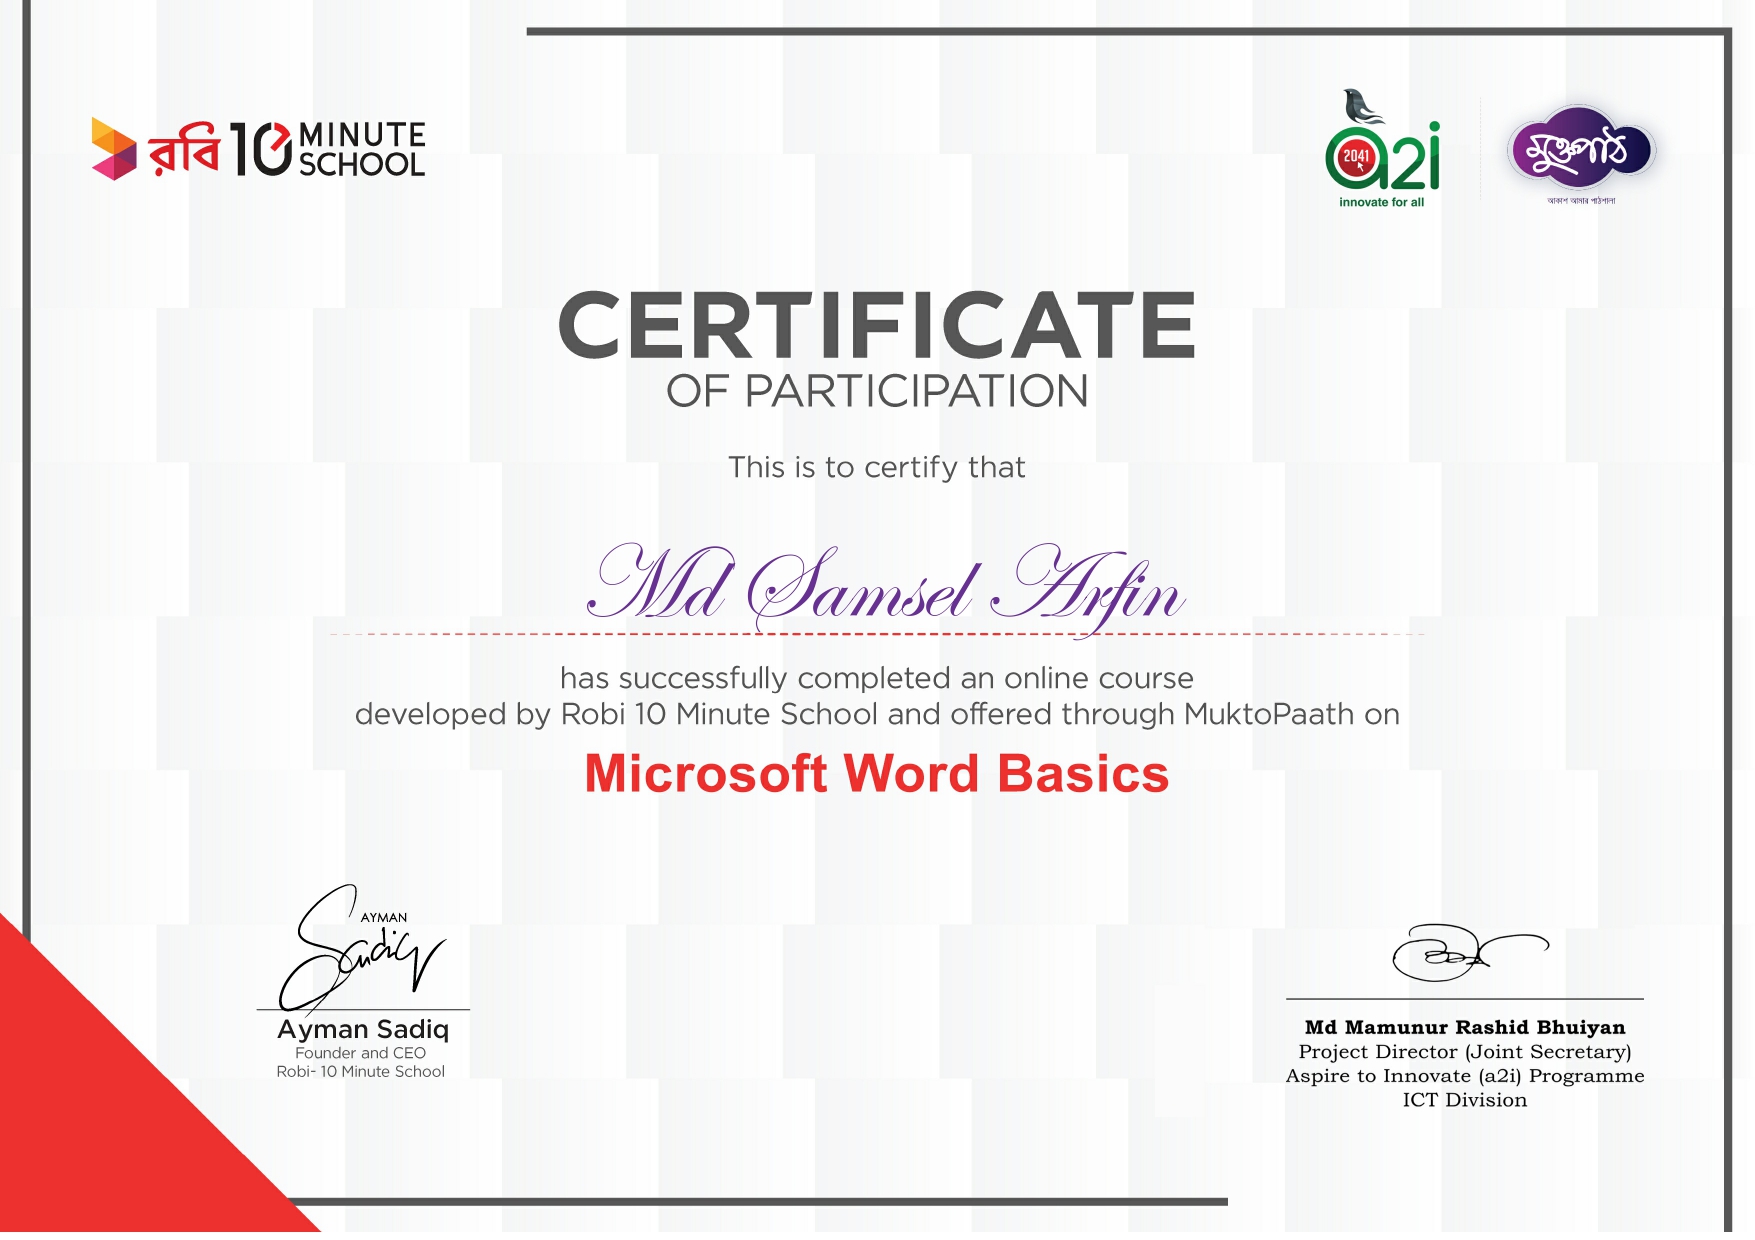 রবি 10 MINUTE SCHOOL
2041
a2i
innovate for all
মুক্তপাঠ
আকাশ আমার পাঠশালা
CERTIFICATE
OF PARTICIPATION
This is to certify that
Md Samsel Arfin
has successfully completed an online course
developed by Robi 10 Minute School and offered through MuktoPaath on
Microsoft Word Basics
AYMAN
Sadiq
Ayman Sadiq
Founder and CEO
Robi- 10 Minute School
Md Mamunur Rashid Bhuiyan
Project Director (Joint Secretary)
Aspire to Innovate (a2i) Programme
ICT Division